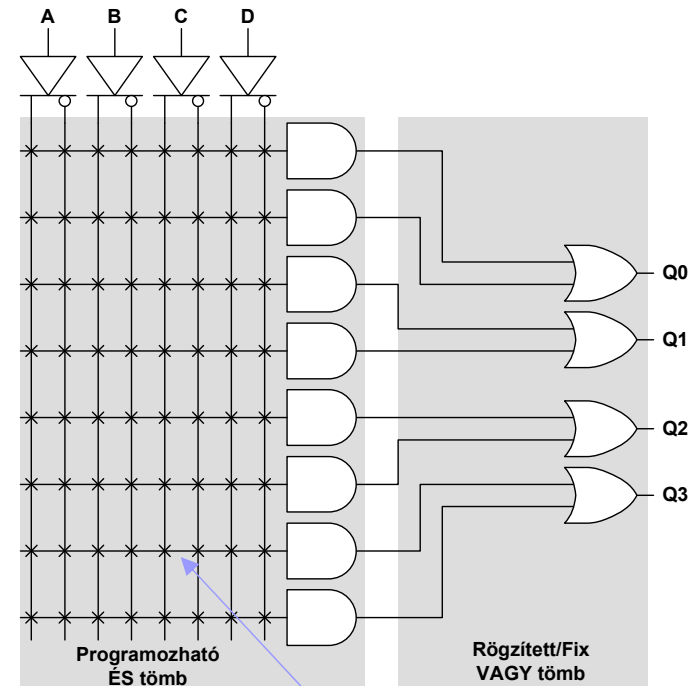 A B C D
Q0
Q1
Q2
Q3
Programozható
ÉS tömb
Rögzített/Fix
VAGY tömb